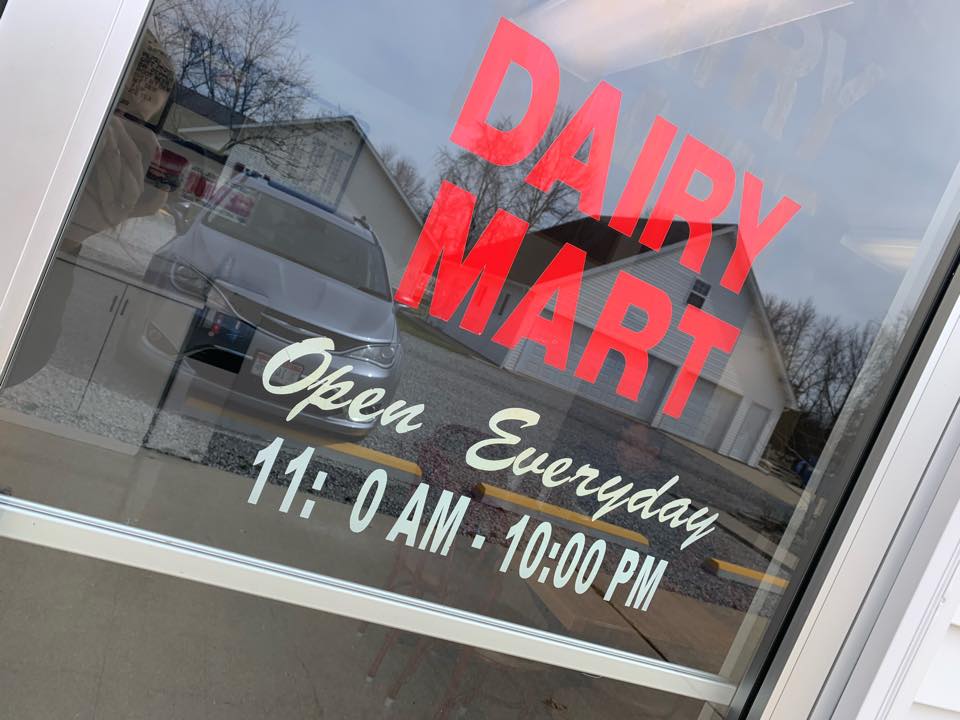 DAIRY
MART
Open Everyday
11: 0 AM - 10:00 PM